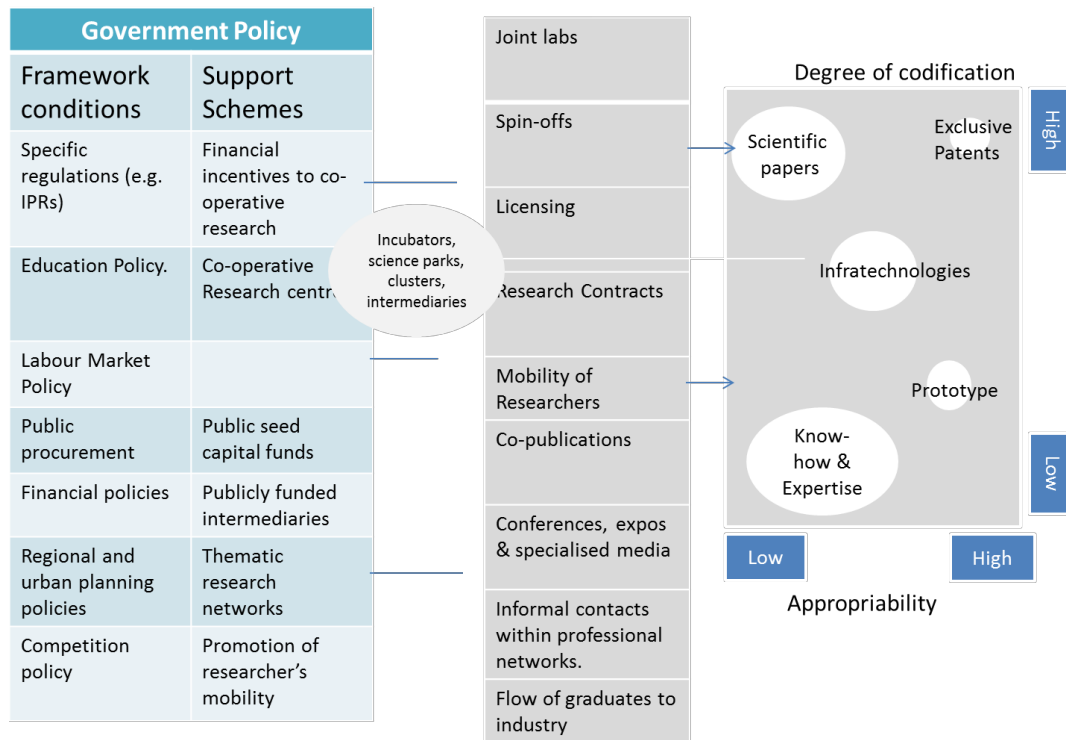 Government Policy
Framework
conditions
Support
Schemes
Specific
regulations (e.g.
IPRs)
Financial
incentives to co-
operative
research
Education Policy.
Co-operative
Research centr
Labour Market
Policy
Public
procurement
Public seed
capital funds
Financial policies
Publicly funded
intermediaries
Regional and
urban planning
policies
Thematic
research
networks
Competition
policy
Promotion of
researcher’s
mobility
Incubators,
science parks,
clusters,
intermediaries
Joint labs
Spin-offs
Licensing
Research Contracts
Mobility of
Researchers
Co-publications
Conferences, expos
& specialised media
Informal contacts
within professional
networks.
Flow of graduates to
industry
Degree of codification
Scientific
papers
Exclusive
Patents
High
Infratechnologies
Prototype
Know-
how &
Expertise
Low
Low
High
Appropriability